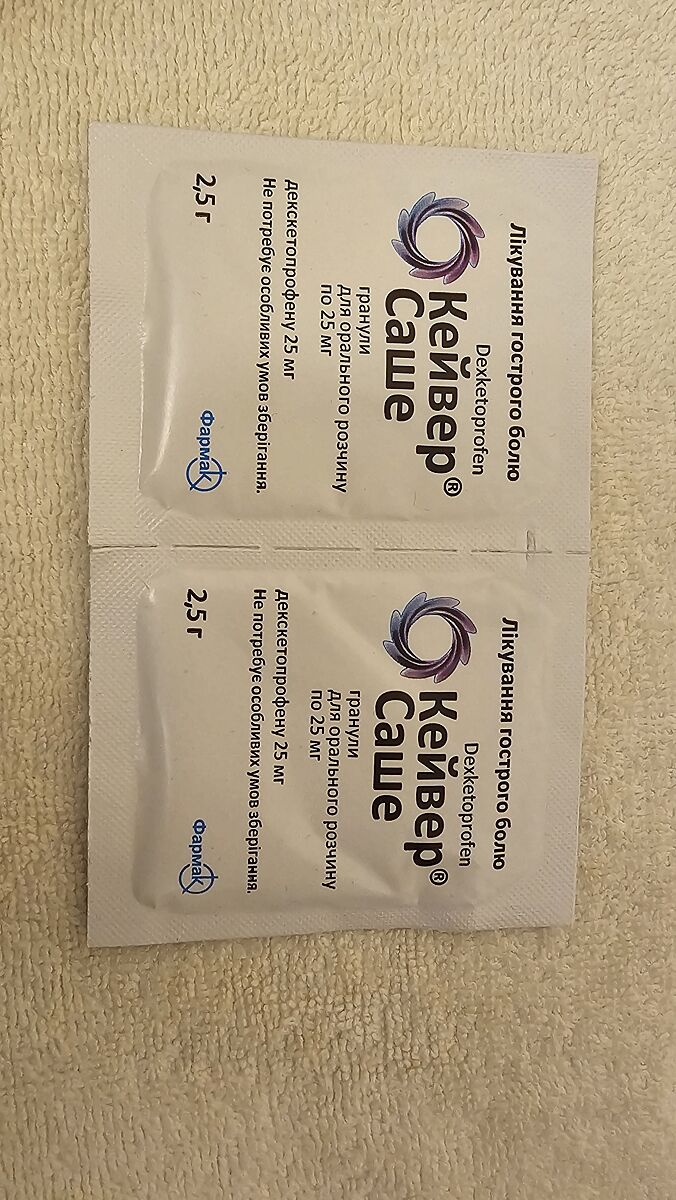 Лікування гострого болю
Dexketoprofen
Кейвер®
Саше
гранули
для орального розчину
по 25 мг
декскетопрофену 25 мг
Не потребує особливих умов зберігання.
2,5 г
Фармак
Лікування гострого болю
Dexketoprofen
Кейвер®
Саше
гранули
для орального розчину
по 25 мг
декскетопрофену 25 мг
Не потребує особливих умов зберігання.
2,5 г
Фармак